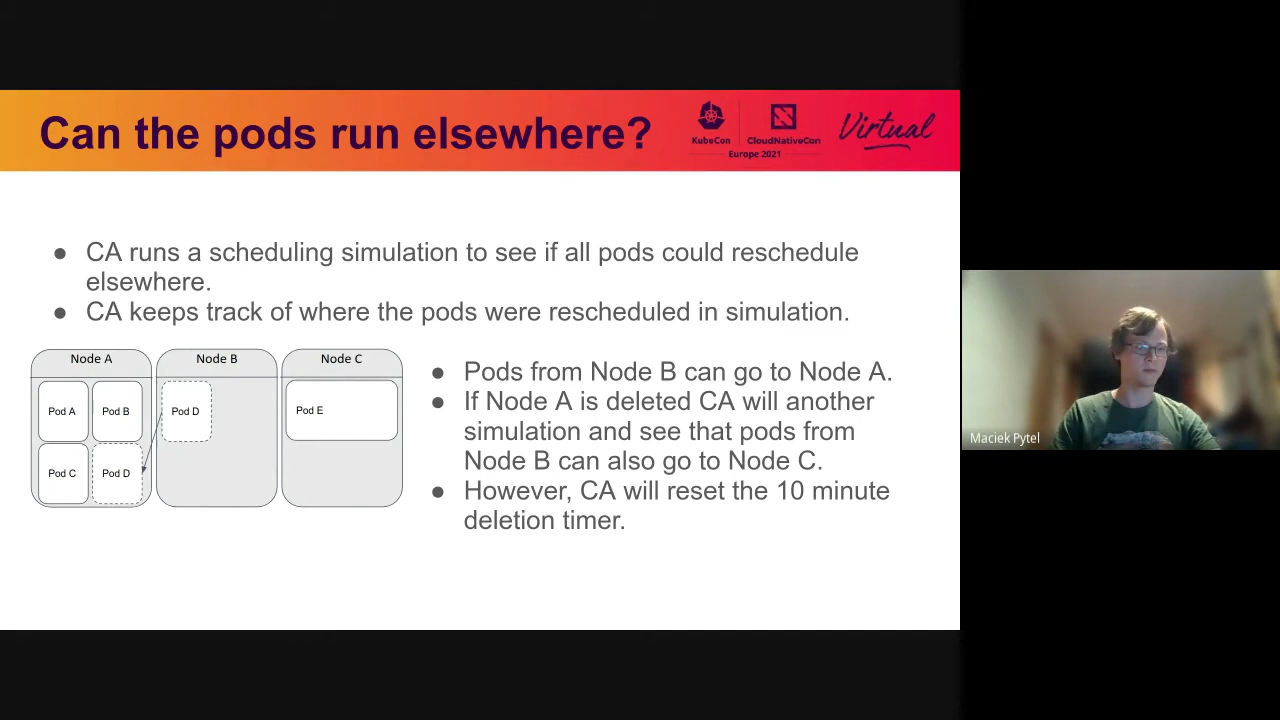 Can the pods run elsewhere?
KubeCon
CloudNativeCon
Europe 2021
Virtual
● CA runs a scheduling simulation to see if all pods could reschedule
elsewhere.
● CA keeps track of where the pods were rescheduled in simulation.
Node A
Node B
Node C
Pod A
Pod B
Pod D
Pod E
Pod C
Pod D
● Pods from Node B can go to Node A.
● If Node A is deleted CA will another
simulation and see that pods from
Node B can also go to Node C.
● However, CA will reset the 10 minute
deletion timer.
Maciek Pytel